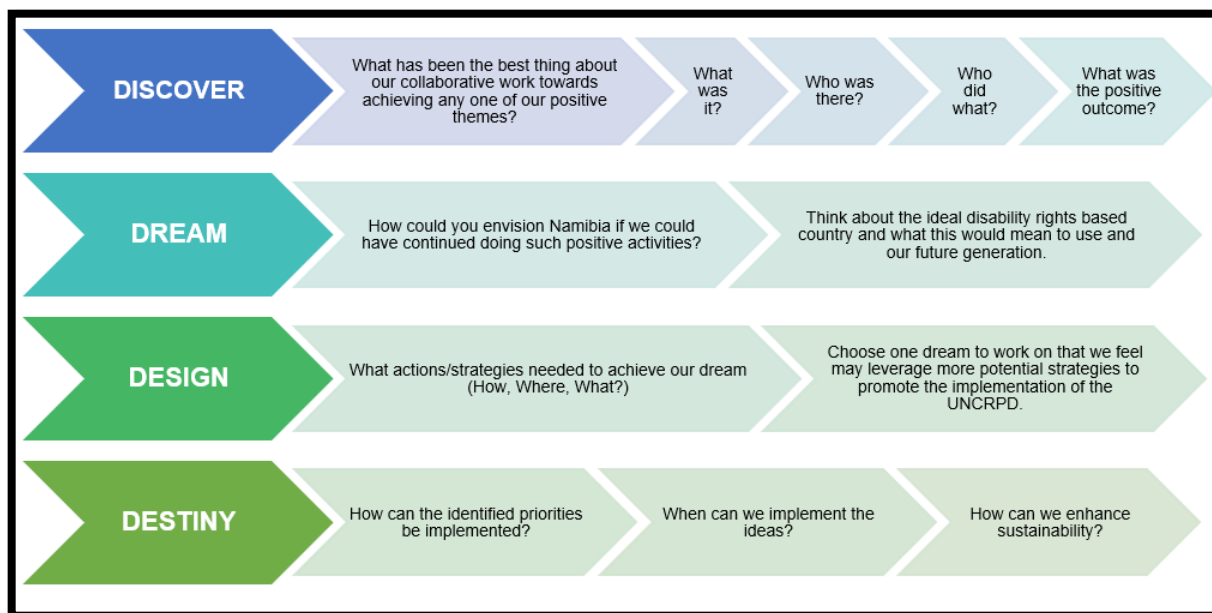 DISCOVER
What has been the best thing about
our collaborative work towards
achieving any one of our positive
themes?
What
was
it?
Who was
there?
Who
did
what?
What was
the positive
outcome?
DREAM
How could you envision Namibia if we could
have continued doing such positive activities?
Think about the ideal disability rights based
country and what this would mean to use and
our future generation.
DESIGN
What actions/strategies needed to achieve our dream
(How, Where, What?)
Choose one dream to work on that we feel
may leverage more potential strategies to
promote the implementation of the
UNCRPD.
DESTINY
How can the identified priorities
be implemented?
When can we implement the
ideas?
How can we enhance
sustainability?